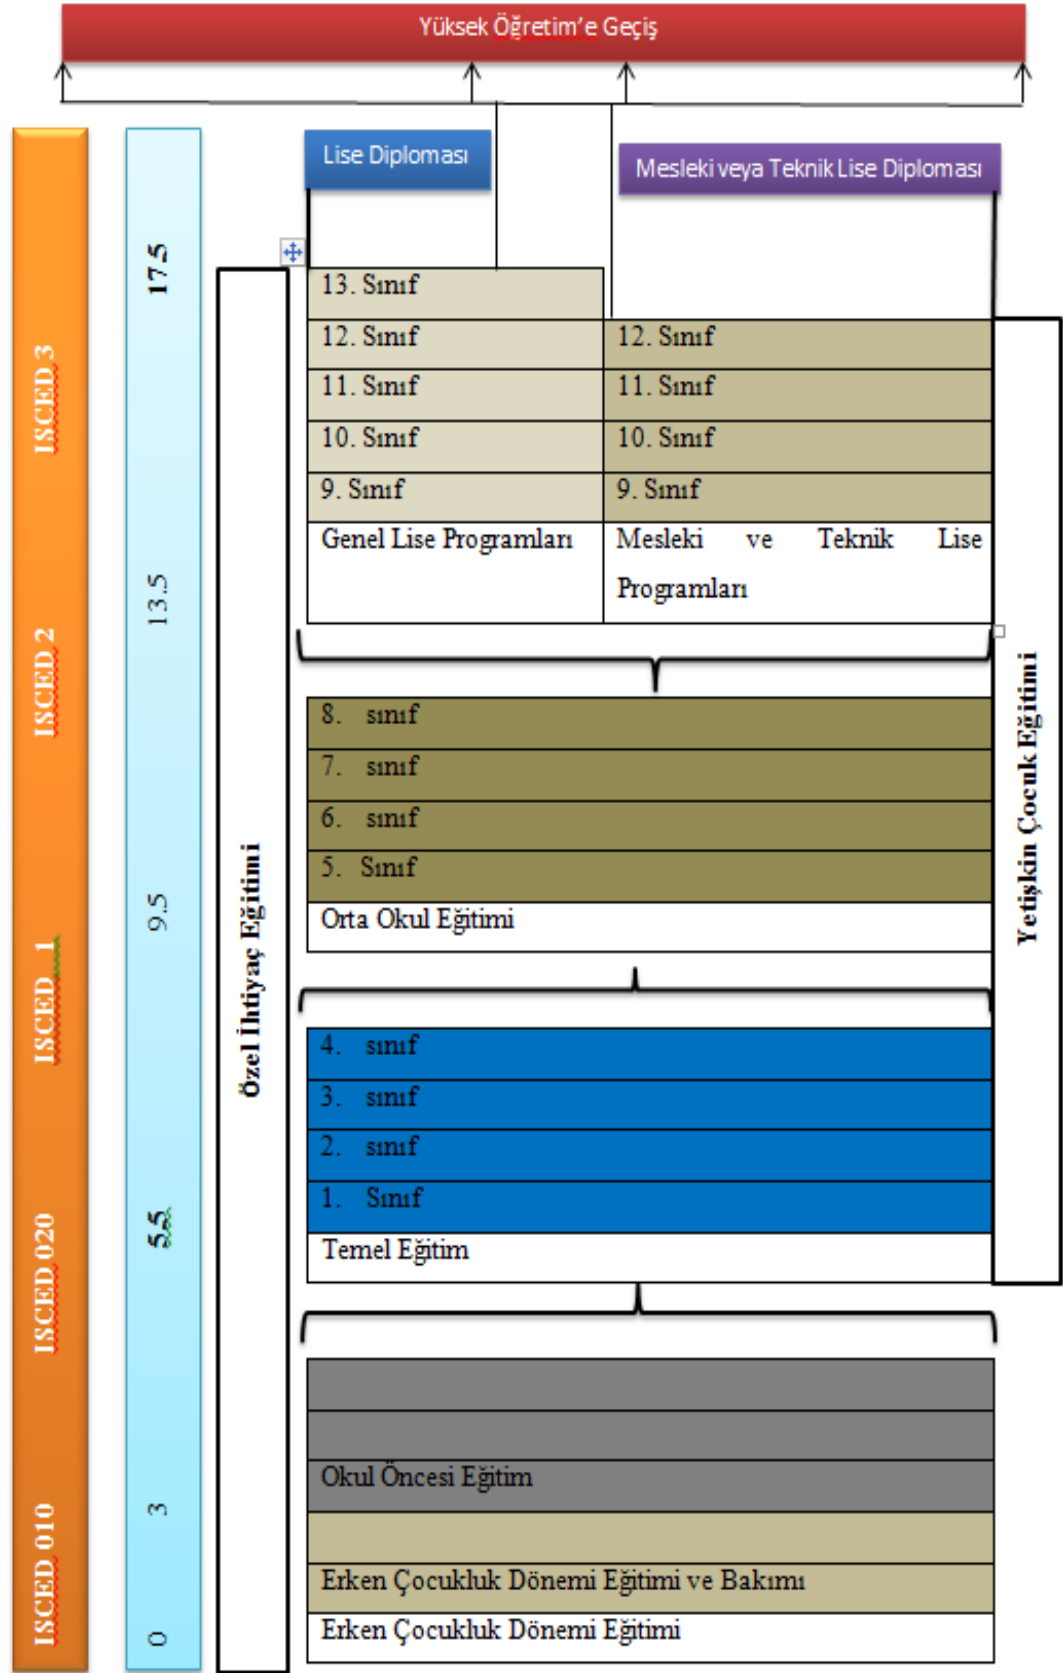 Yüksek Öğretim'e Geçiş
Lise Diploması
Mesleki veya Teknik Lise Diploması
ISCED 3
ISCED 2
ISCED 1
ISCED 020
ISCED 010
17.5
13.5
9.5
5.5
3
0
Özel İhtiyaç Eğitimi
13. Sınıf
12. Sınıf
11. Sınıf
10. Sınıf
9. Sınıf
Genel Lise Programları
12. Sınıf
11. Sınıf
10. Sınıf
9. Sınıf
Mesleki ve Teknik Lise
Programları
8. sınıf
7. sınıf
6. sınıf
5. Sınıf
Orta Okul Eğitimi
4. sınıf
3. sınıf
2. sınıf
1. Sınıf
Temel Eğitim
Okul Öncesi Eğitim
Erken Çocukluk Dönemi Eğitimi ve Bakımı
Erken Çocukluk Dönemi Eğitimi
Yetişkin Çocuk Eğitimi